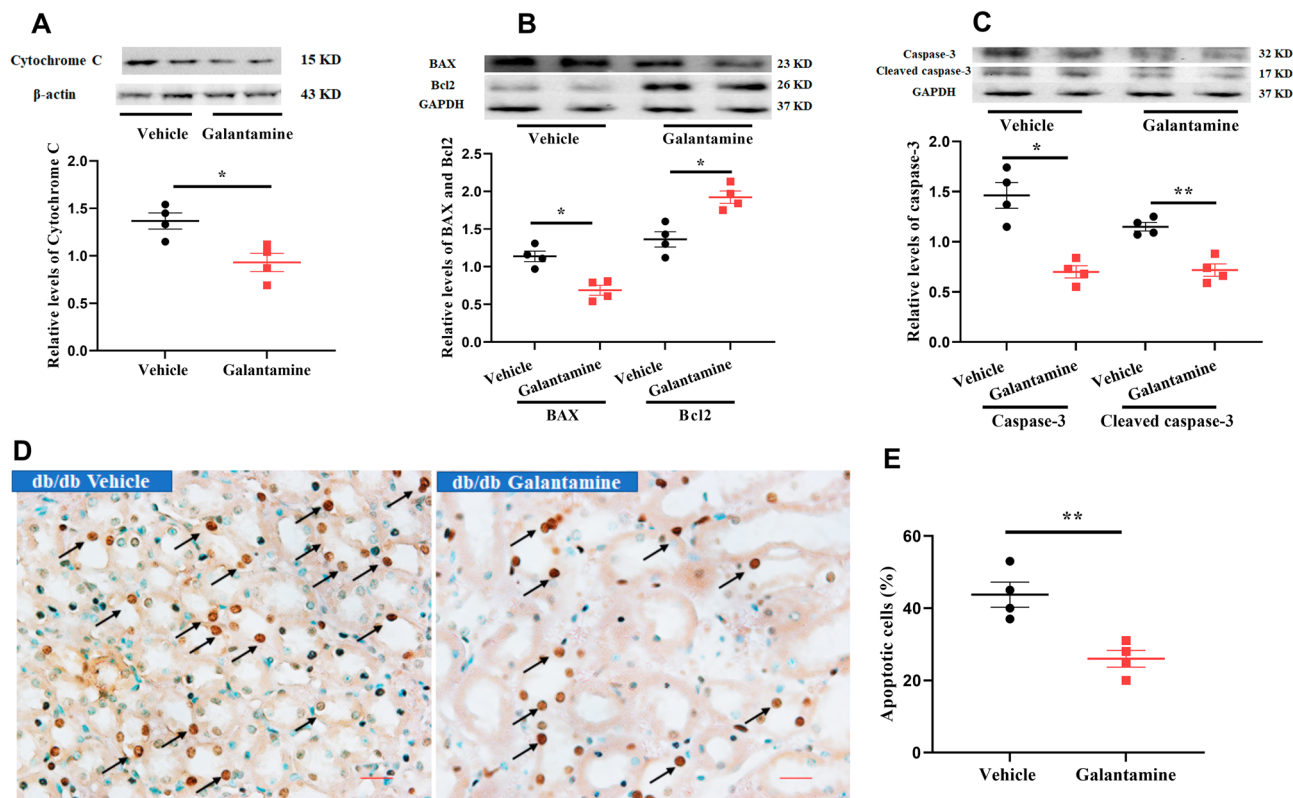 A
Cytochrome C
15 KD
β-actin
43 KD
Vehicle
Galantamine
Relative levels of Cytochrome C
2.0
1.5
1.0
0.5
0.0
*
Vehicle
Galantamine
B
BAX
23 KD
Bcl2
26 KD
GAPDH
37 KD
Vehicle
Galantamine
Relative levels of BAX and Bcl2
2.5
2.0
1.5
1.0
0.5
0.0
*
*
Vehicle
Galantamine
Vehicle
Galantamine
BAX
Bcl2
C
Caspase-3
32 KD
Cleaved caspase-3
17 KD
GAPDH
37 KD
Vehicle
Galantamine
Relative levels of caspase-3
2.0
1.5
1.0
0.5
0.0
*
**
Vehicle
Galantamine
Vehicle
Galantamine
Caspase-3
Cleaved caspase-3
D
db/db Vehicle
db/db Galantamine
E
Apoptotic cells (%)
60
40
20
0
**
Vehicle
Galantamine